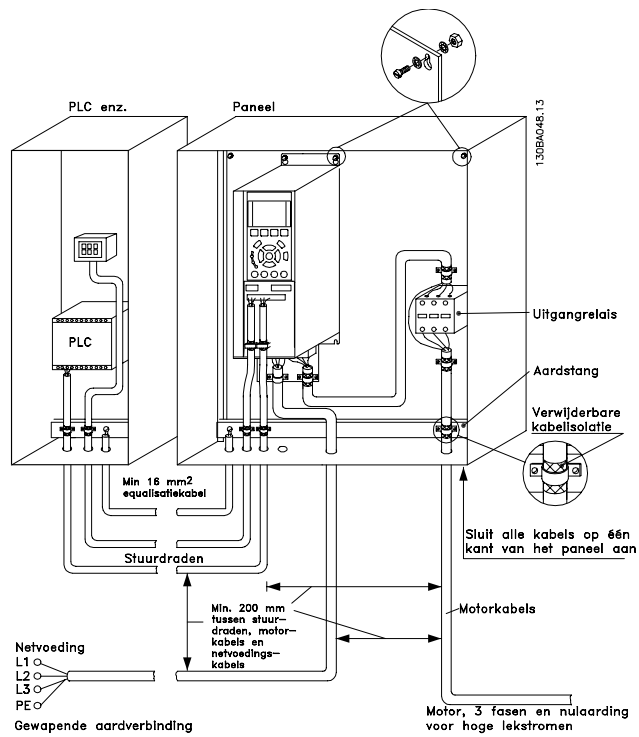 PLC enz.
Paneel
130BA048.13
PLC
Uitgangrelais
Aardstang
Verwijderbare
kabelisolatie
Min 16 mm2
equalisatiekabel
Stuurdraden
Sluit alle kabels op één
kant van het paneel aan
Min. 200 mm
tussen stuur-
draden, motor-
kabels en
netvoedings-
kabels
Motorkabels
Netvoeding
L1
L2
L3
PE
Gewapende aardverbinding
Motor, 3 fasen en nulaarding
voor hoge lekstromen